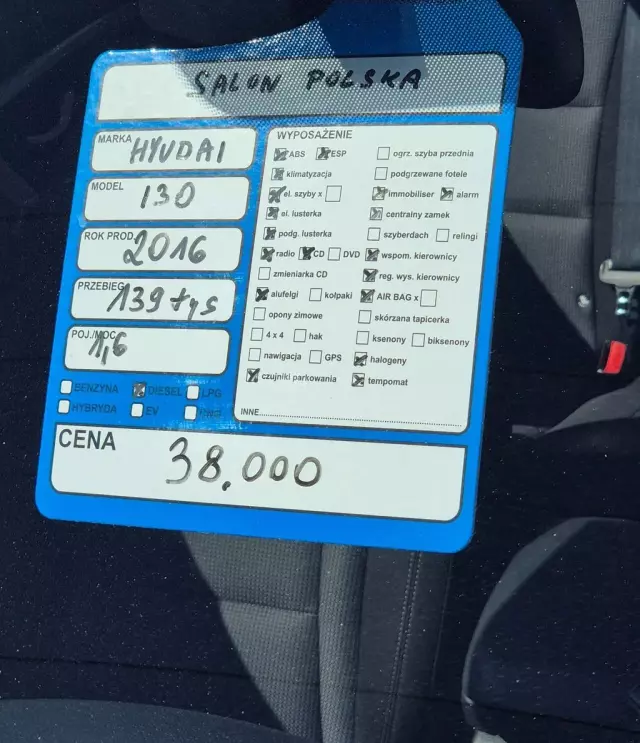 SALON POLSKA
MARKA HYUDAI
MODEL I30
ROK PROD. 2016
PRZEBIEG 139 tys
POJ./MOC 1,6
BENZYNA DIESEL LPG
HYBRYDA EV
CENA 38.000
WYPOSAŻENIE
ABS ESP ogrz. szyba przednia
klimatyzacja podgrzewane fotele
el. szyby x immobiliser alarm
el. lusterka centralny zamek
podg. lusterka szyberdach relingi
radio CD DVD wspom. kierownicy
zmieniarka CD reg. wys. kierownicy
alufelgi kołpaki AIR BAG x
opony zimowe skórzana tapicerka
4 x 4 hak ksenony biksenony
nawigacja GPS halogeny
czujniki parkowania tempomat
INNE